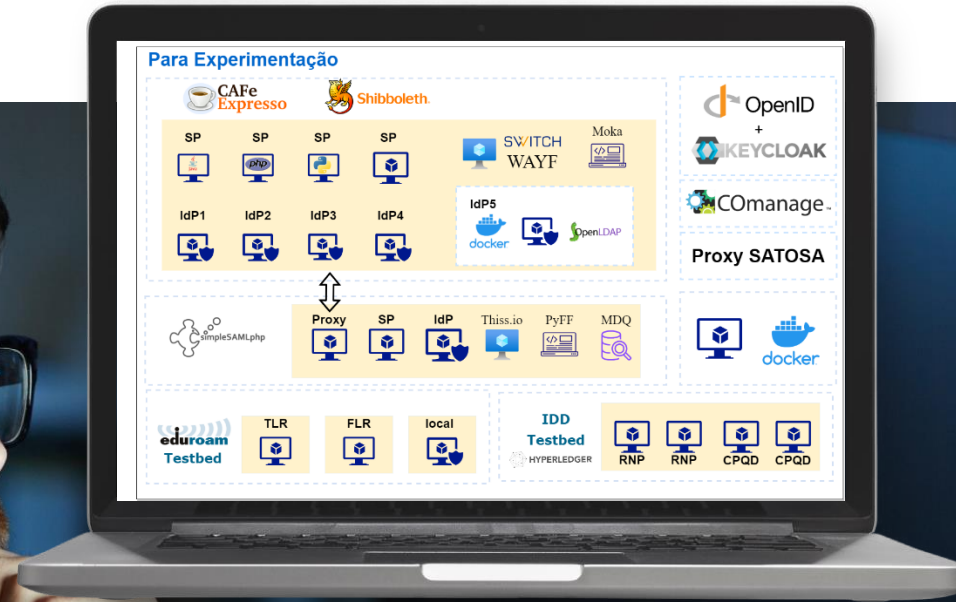 Para Experimentação
CAFe
Expresso
Shibboleth.
SP
SP
SP
SP
php
SWITCH
WAYF
Moka
IdP1
IdP2
IdP3
IdP4
IdP5
docker
OpenLDAP
OpenID
+
KEYCLOAK
COmanage
Proxy SATOSA
simpleSAMLphp
Proxy
SP
IdP
Thiss.io
PyFF
MDQ
docker
eduroam
Testbed
TLR
FLR
local
IDD
Testbed
HYPERLEDGER
RNP
RNP
CPQD
CPQD